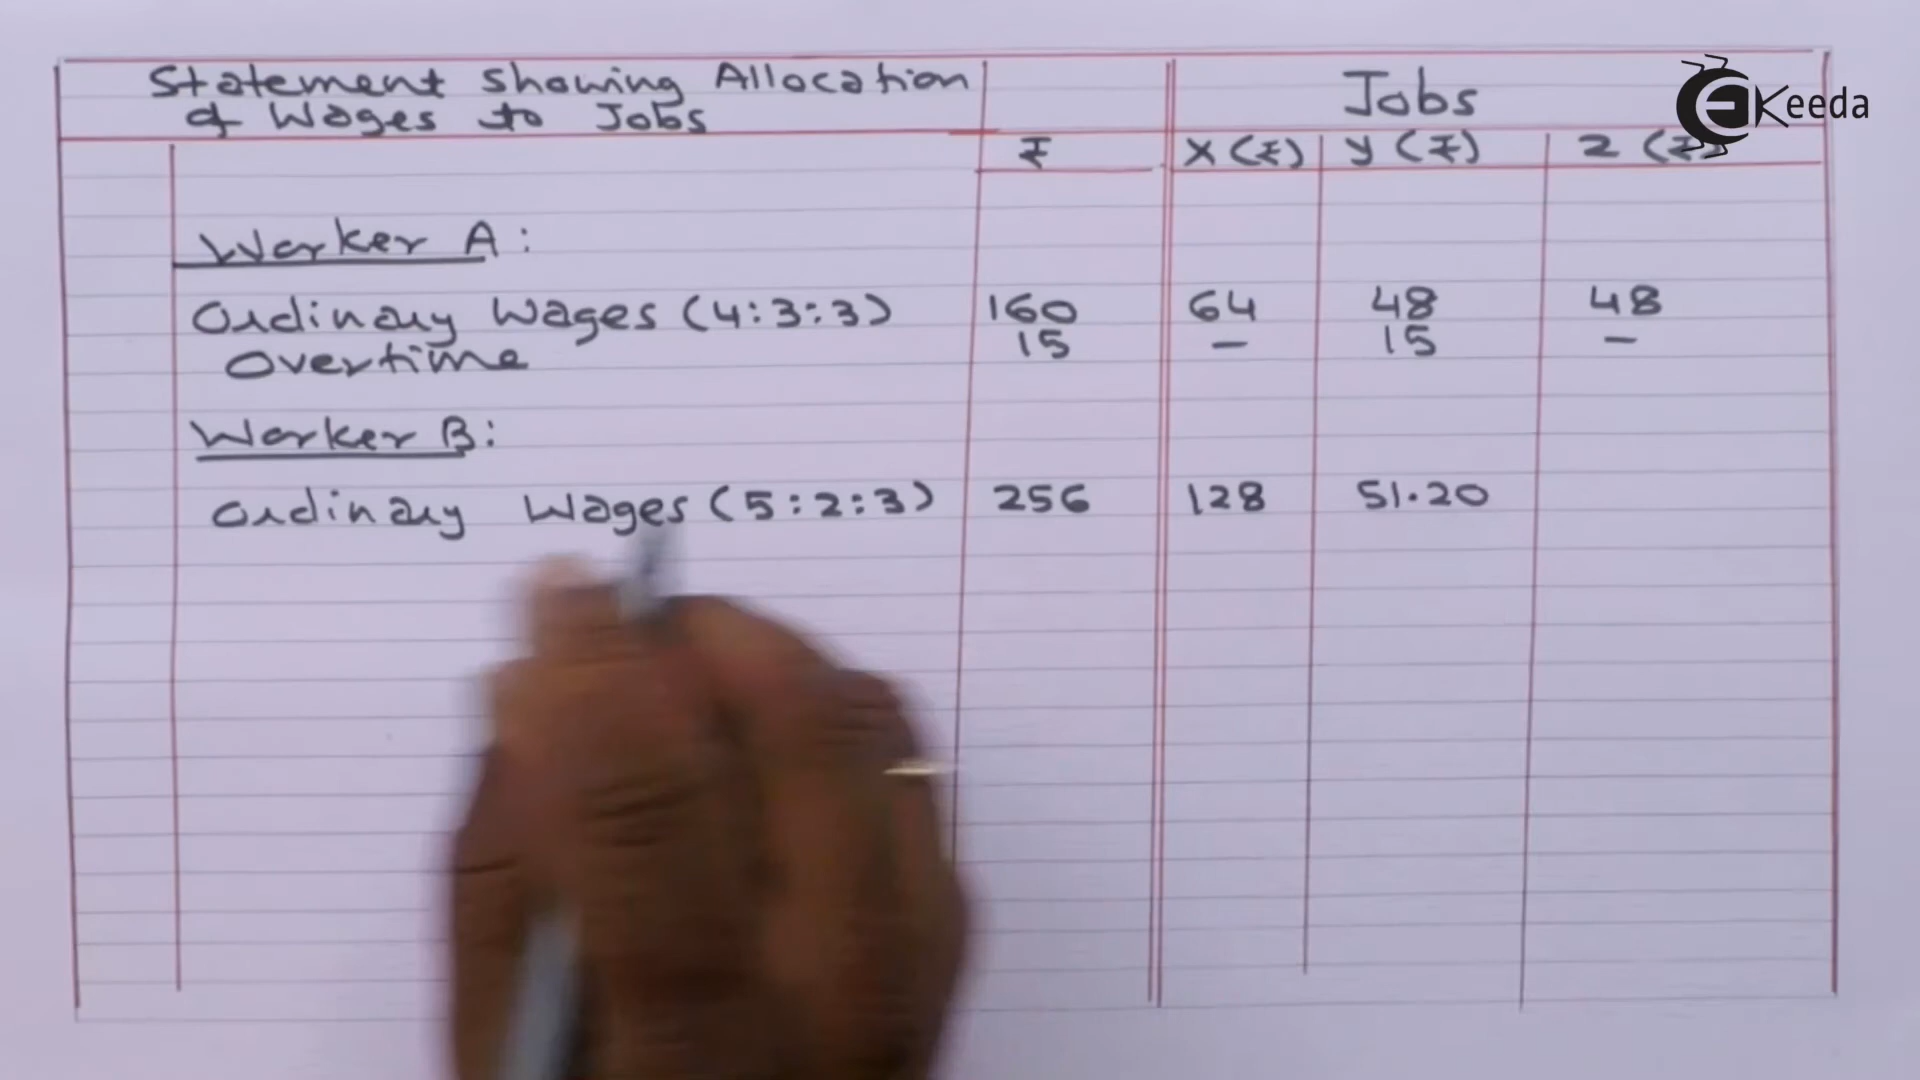 Statement showing Allocation
of Wages to Jobs
Jobs
₹ X (₹) Y (₹) Z (₹)
Keeda
Worker A:
Ordinary Wages (4:3:3) 160 64 48 48
Overtime 15 - 15 -
Worker B:
Ordinary Wages (5:2:3) 256 128 51.20